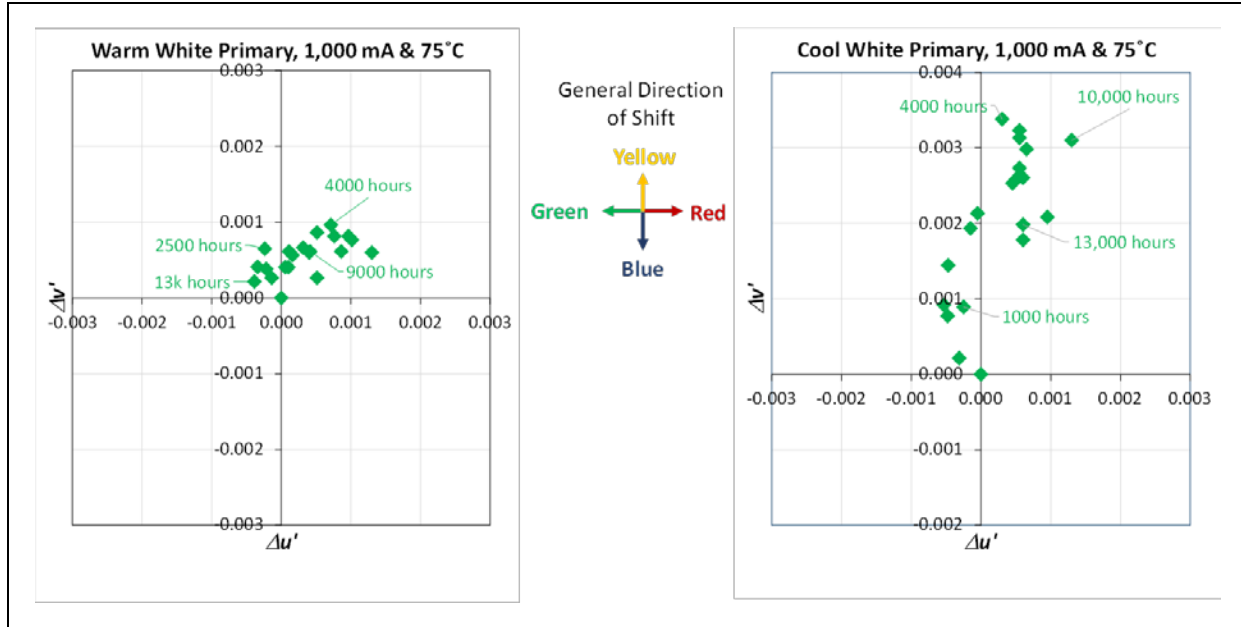 Warm White Primary, 1,000 mA & 75˚C
0.003
0.002
4000 hours
0.001
2500 hours
9000 hours
13k hours
0.000
-0.003 -0.002 -0.001 0.000 0.001 0.002 0.003
-0.001
-0.002
-0.003
Δv'
Δu'
General Direction
of Shift
Yellow
Green
Red
Blue
Cool White Primary, 1,000 mA & 75˚C
0.004
4000 hours
10,000 hours
0.003
0.002
13,000 hours
0.001
1000 hours
0.000
-0.003 -0.002 -0.001 0.000 0.001 0.002 0.003
-0.001
-0.002
Δv'
Δu'